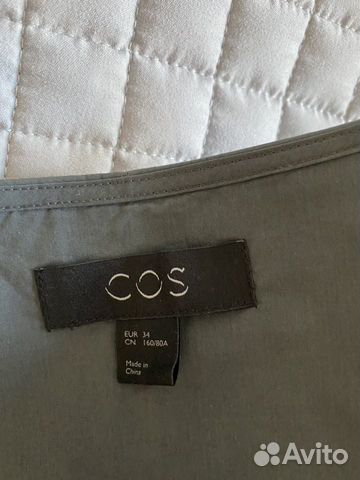 COS
EUR 34
CN 160/80A
Made in
China
Avito